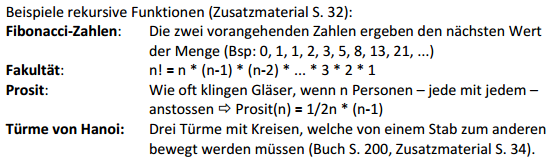 Beispiele rekursive Funktionen (Zusatzmaterial S. 32):
Fibonacci-Zahlen: Die zwei vorangehenden Zahlen ergeben den nächsten Wert
der Menge (Bsp: 0, 1, 1, 2, 3, 5, 8, 13, 21, ...)
Fakultät: n! = n * (n-1) * (n-2) * ... * 3 * 2 * 1
Prosit: Wie oft klingen Gläser, wenn n Personen – jede mit jedem –
anstossen ⇨ Prosit(n) = 1/2n * (n-1)
Türme von Hanoi: Drei Türme mit Kreisen, welche von einem Stab zum anderen
bewegt werden müssen (Buch S. 200, Zusatzmaterial S. 34).